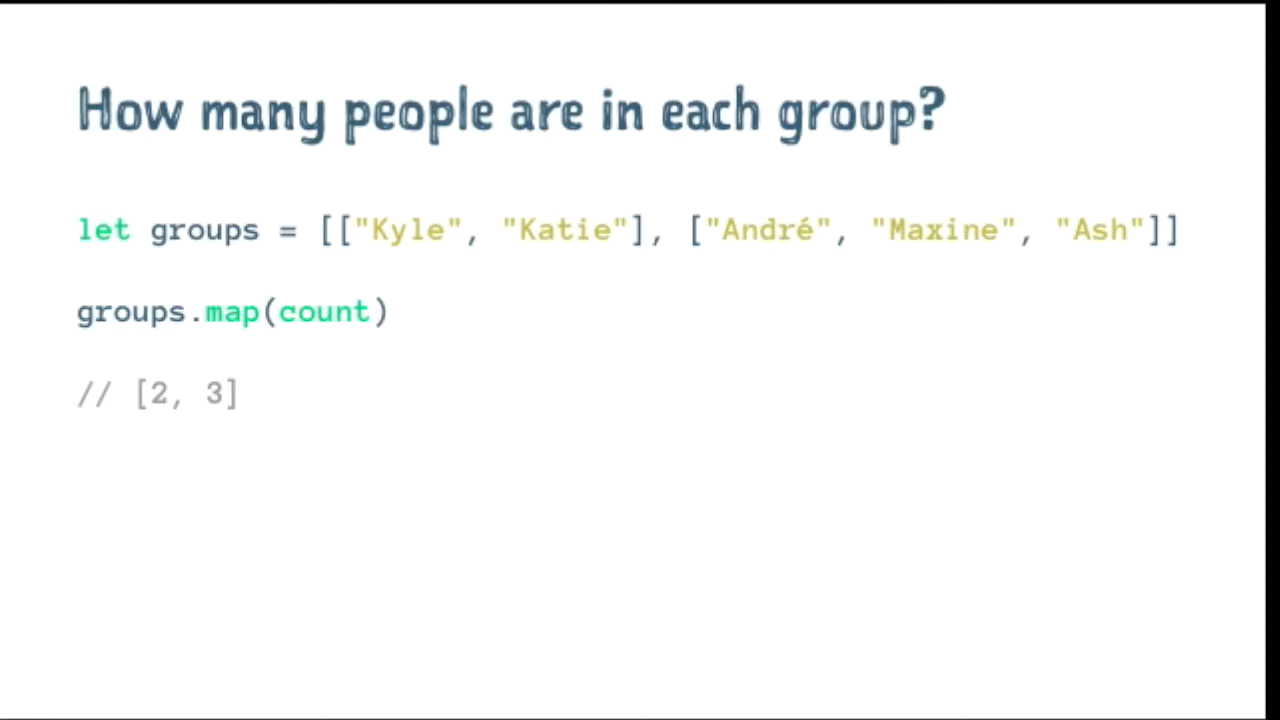 How many people are in each group?
let groups = [["Kyle", "Katie"], ["André", "Maxine", "Ash"]]
groups.map(count)
// [2, 3]